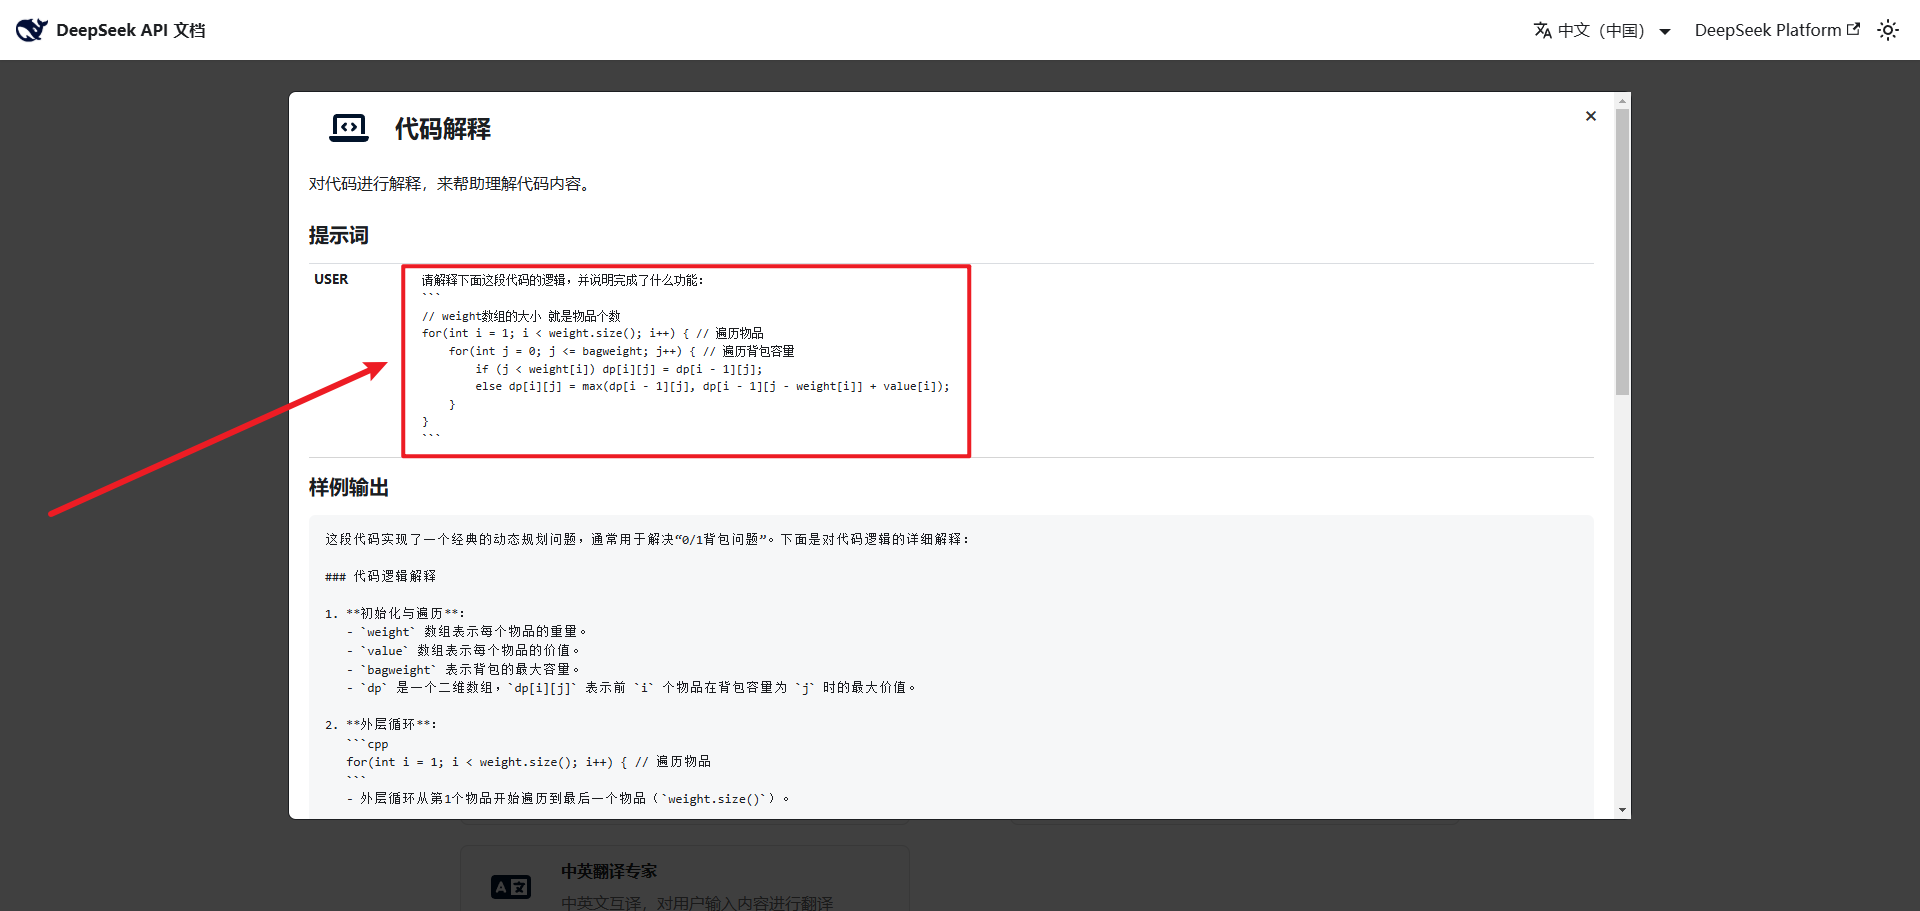 DeepSeek API 文档
中文（中国）
DeepSeek Platform
代码解释
对代码进行解释，来帮助理解代码内容。
提示词
USER
请解释下面这段代码的逻辑，并说明完成了什么功能：
```
// weight数组的大小 就是物品个数
for(int i = 1; i < weight.size(); i++) { // 遍历物品
    for(int j = 0; j <= bagweight; j++) { // 遍历背包容量
        if (j < weight[i]) dp[i][j] = dp[i - 1][j];
        else dp[i][j] = max(dp[i - 1][j], dp[i - 1][j - weight[i]] + value[i]);
    }
}
```
样例输出
这段代码实现了一个经典的动态规划问题，通常用于解决“0/1背包问题”。下面是对代码逻辑的详细解释：
### 代码逻辑解释
1. **初始化与遍历**：
   - `weight` 数组表示每个物品的重量。
   - `value` 数组表示每个物品的价值。
   - `bagweight` 表示背包的最大容量。
   - `dp` 是一个二维数组，`dp[i][j]` 表示前 `i` 个物品在背包容量为 `j` 时的最大价值。
2. **外层循环**：
   ```cpp
   for(int i = 1; i < weight.size(); i++) { // 遍历物品
   ```
   - 外层循环从第1个物品开始遍历到最后一个物品（`weight.size()`）。
中英翻译专家
中英文互译，对用户输入内容进行翻译